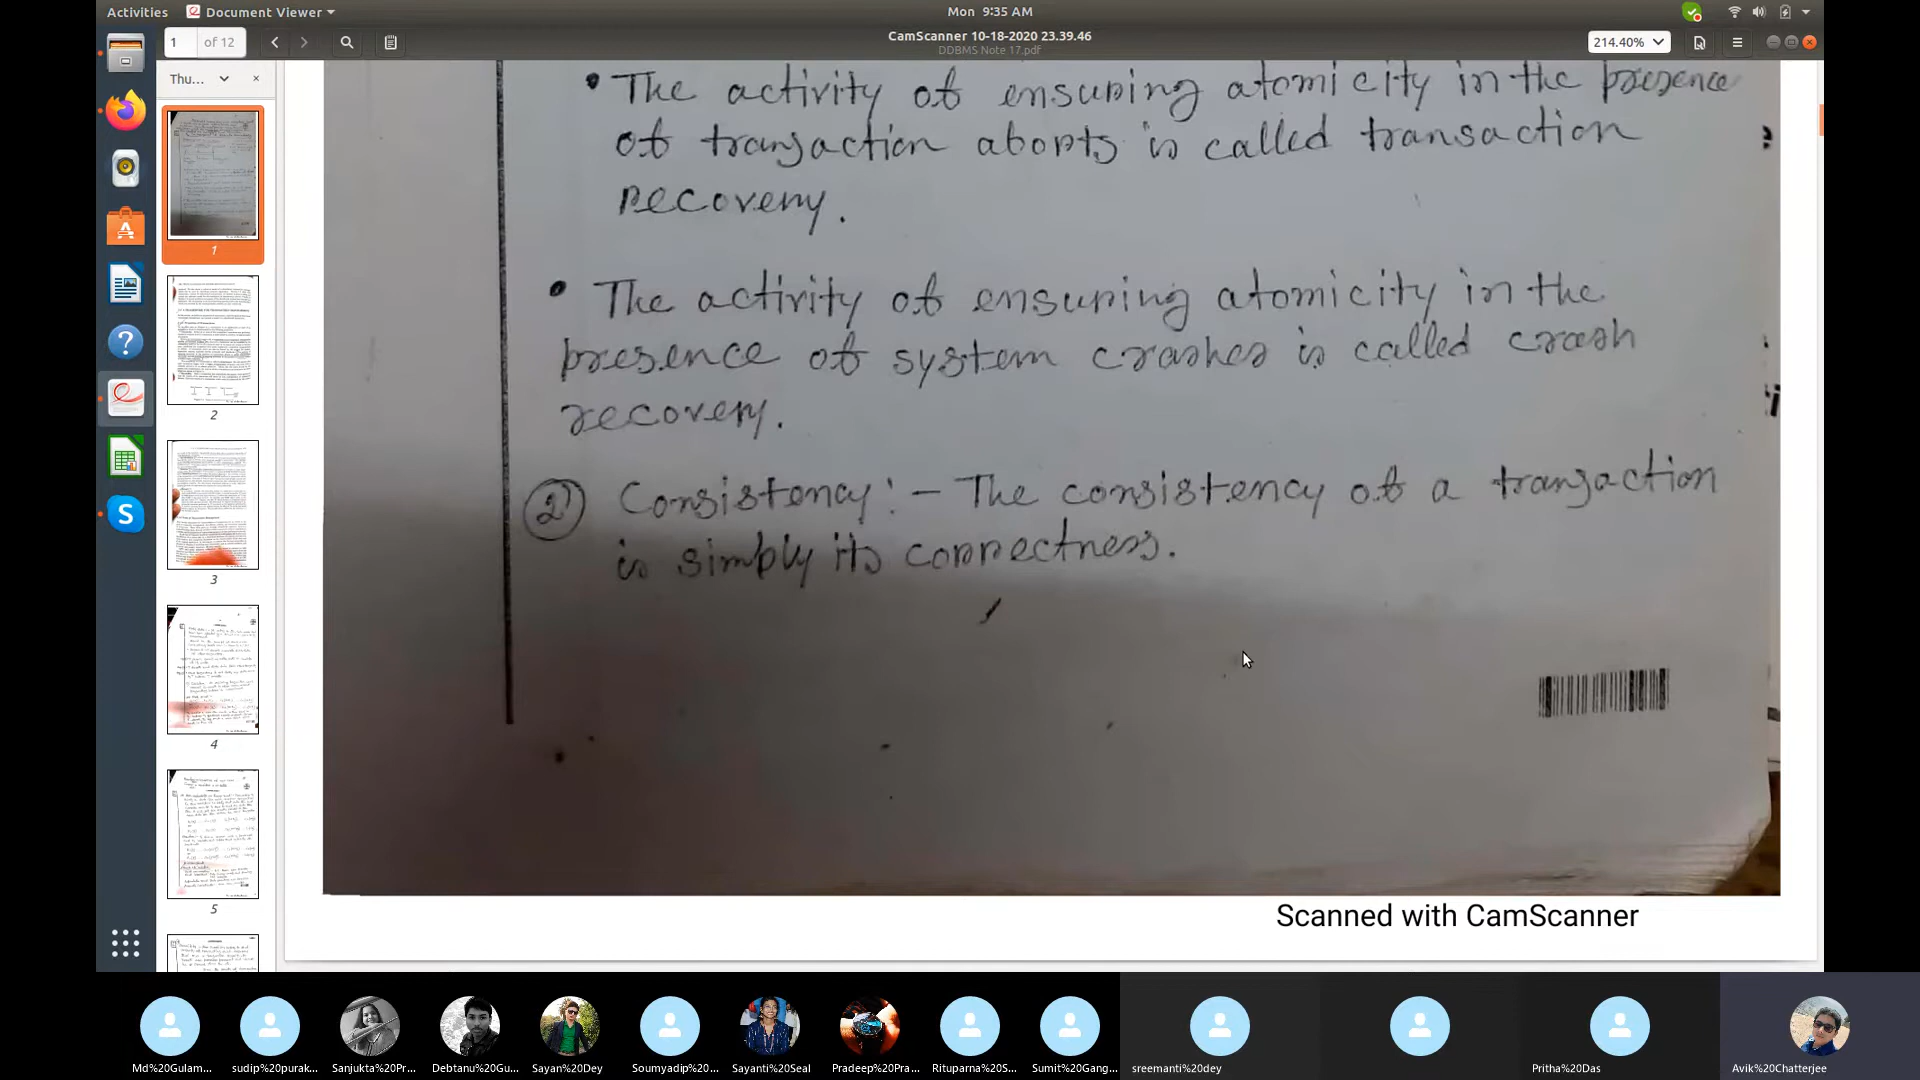 Activities
Document Viewer
Mon 9:35 AM
1 of 12
CamScanner 10-18-2020 23.39.46
DDBMS Note 17.pdf
214.40%
Thu...
1
2
3
4
5
• The activity of ensuring atomicity in the presence
of transaction aborts is called transaction
recovery.
• The activity of ensuring atomicity in the
presence of system crashes is called crash
recovery.
② Consistency:- The consistency of a transaction
is simply its correctness.
Scanned with CamScanner
Md%20Gulam...
sudip%20purak...
Sanjukta%20Pr...
Debtanu%20Gu...
Sayan%20Dey
Soumyadip%20...
Sayanti%20Seal
Pradeep%20Pra...
Rituparna%20S...
Sumit%20Gang...
sreemanti%20dey
Pritha%20Das
Avik%20Chatterjee